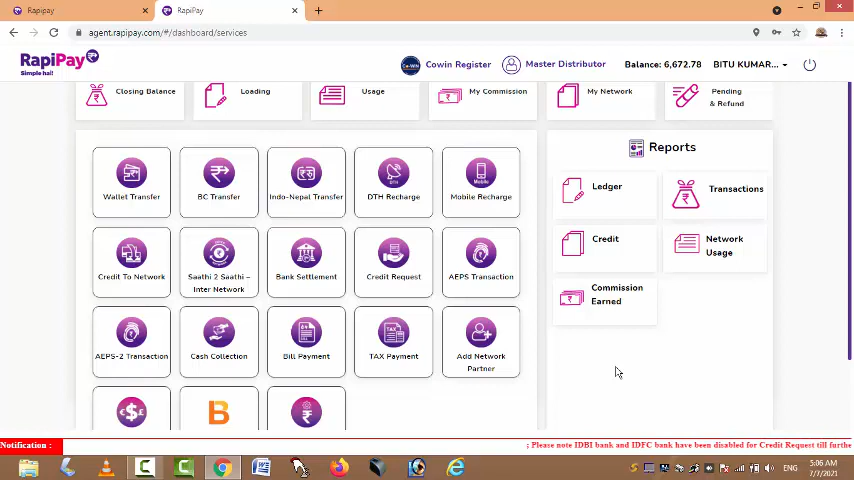 Rapipay
RapiPay
agent.rapipay.com/#/dashboard/services
RapiPay
Simple hai!
Co-WIN
Cowin Register
Master Distributor
Balance: 6,672.78
BITU KUMAR...
Closing Balance
Loading
Usage
My Commission
My Network
Pending
& Refund
Wallet Transfer
BC Transfer
Indo-Nepal Transfer
DTH
DTH Recharge
Mobile
Mobile Recharge
Credit To Network
Saathi 2 Saathi –
Inter Network
Bank Settlement
Credit Request
AEPS Transaction
AEPS-2 Transaction
Cash Collection
Bill Payment
TAX
TAX Payment
Add Network
Partner
B
Reports
Ledger
Transactions
Credit
Network
Usage
Commission
Earned
Notification :
; Please note IDBI bank and IDFC bank have been disabled for Credit Request till furthe
ENG
5:06 AM
7/7/2021